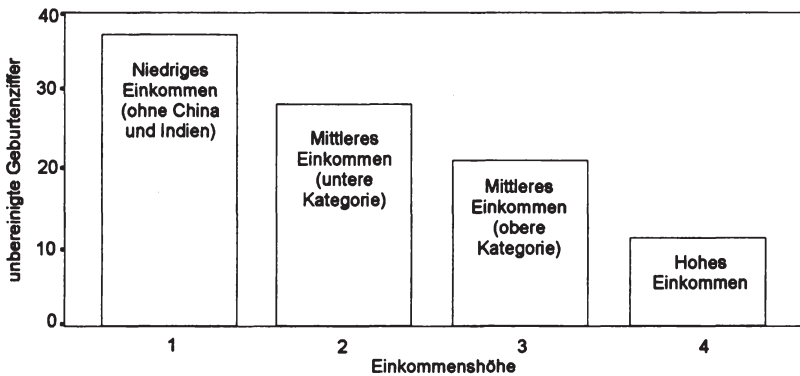 40
30
20
10
0
unbereinigte Geburtenziffer
Niedriges
Einkommen
(ohne China
und Indien)
Mittleres
Einkommen
(untere
Kategorie)
Mittleres
Einkommen
(obere
Kategorie)
Hohes
Einkommen
1
2
3
4
Einkommenshöhe